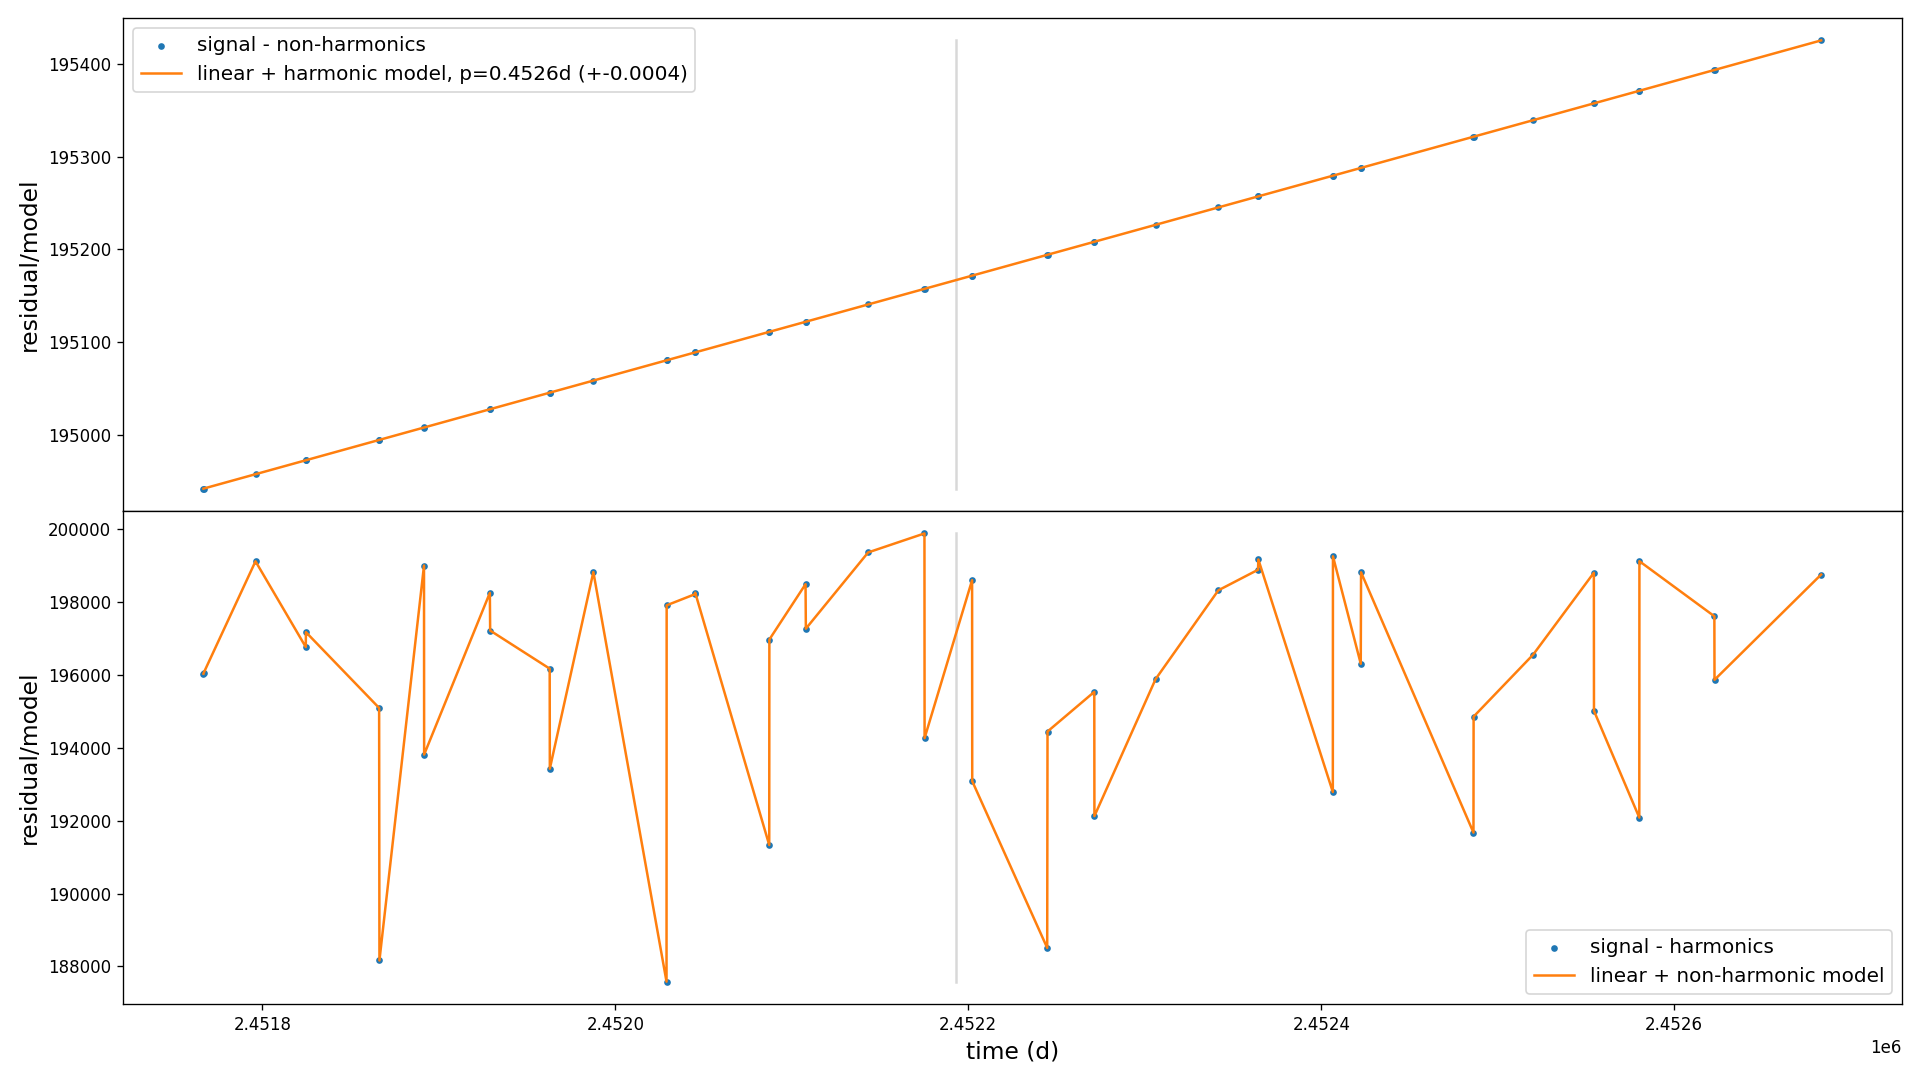 signal - non-harmonics
linear + harmonic model, p=0.4526d (+-0.0004)
195400
195300
195200
195100
195000
residual/model
200000
198000
196000
194000
192000
190000
188000
residual/model
signal - harmonics
linear + non-harmonic model
2.4518
2.4520
2.4522
2.4524
2.4526
1e6
time (d)